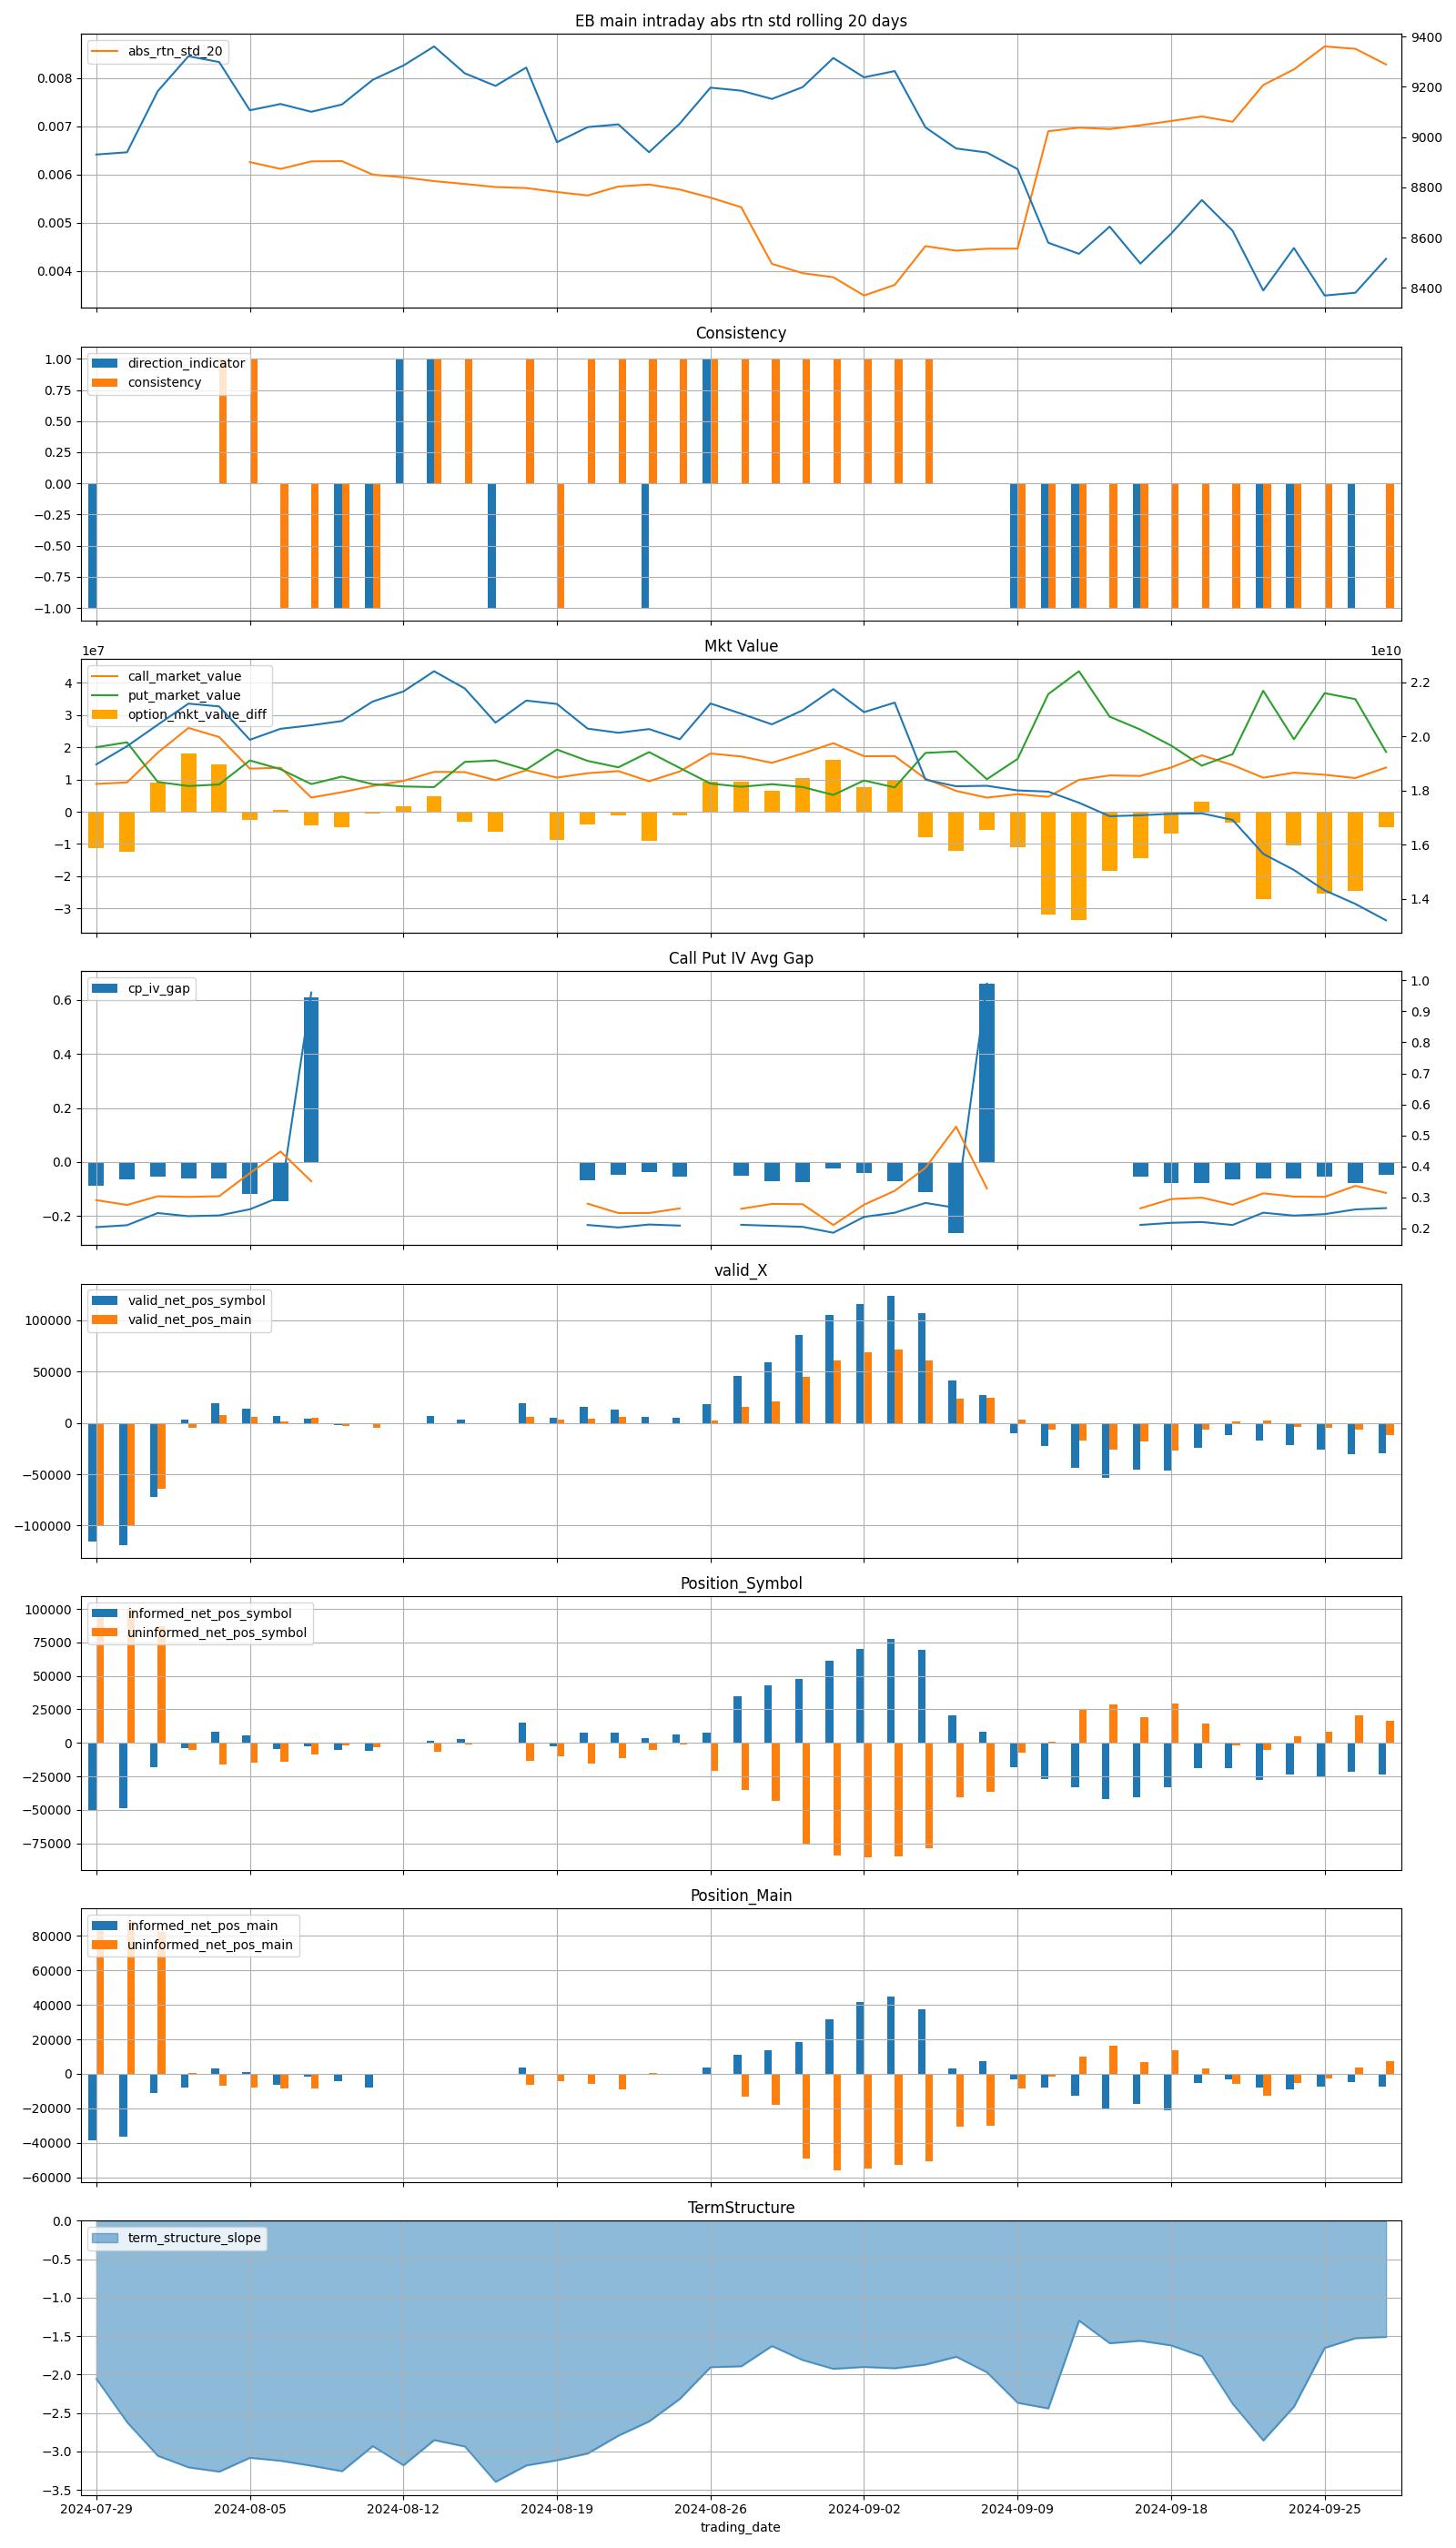 EB main intraday abs rtn std rolling 20 days
abs_rtn_std_20
0.008
0.007
0.006
0.005
0.004
9400
9200
9000
8800
8600
8400
Consistency
direction_indicator
consistency
1.00
0.75
0.50
0.25
0.00
−0.25
−0.50
−0.75
−1.00
Mkt Value
1e7
1e10
call_market_value
put_market_value
option_mkt_value_diff
4
3
2
1
0
−1
−2
−3
2.2
2.0
1.8
1.6
1.4
Call Put IV Avg Gap
cp_iv_gap
0.6
0.4
0.2
0.0
−0.2
1.0
0.9
0.8
0.7
0.6
0.5
0.4
0.3
0.2
valid_X
valid_net_pos_symbol
valid_net_pos_main
100000
50000
0
−50000
−100000
Position_Symbol
informed_net_pos_symbol
uninformed_net_pos_symbol
100000
75000
50000
25000
0
−25000
−50000
−75000
Position_Main
informed_net_pos_main
uninformed_net_pos_main
80000
60000
40000
20000
0
−20000
−40000
−60000
TermStructure
term_structure_slope
0.0
−0.5
−1.0
−1.5
−2.0
−2.5
−3.0
−3.5
2024-07-29 2024-08-05 2024-08-12 2024-08-19 2024-08-26 2024-09-02 2024-09-09 2024-09-18 2024-09-25
trading_date